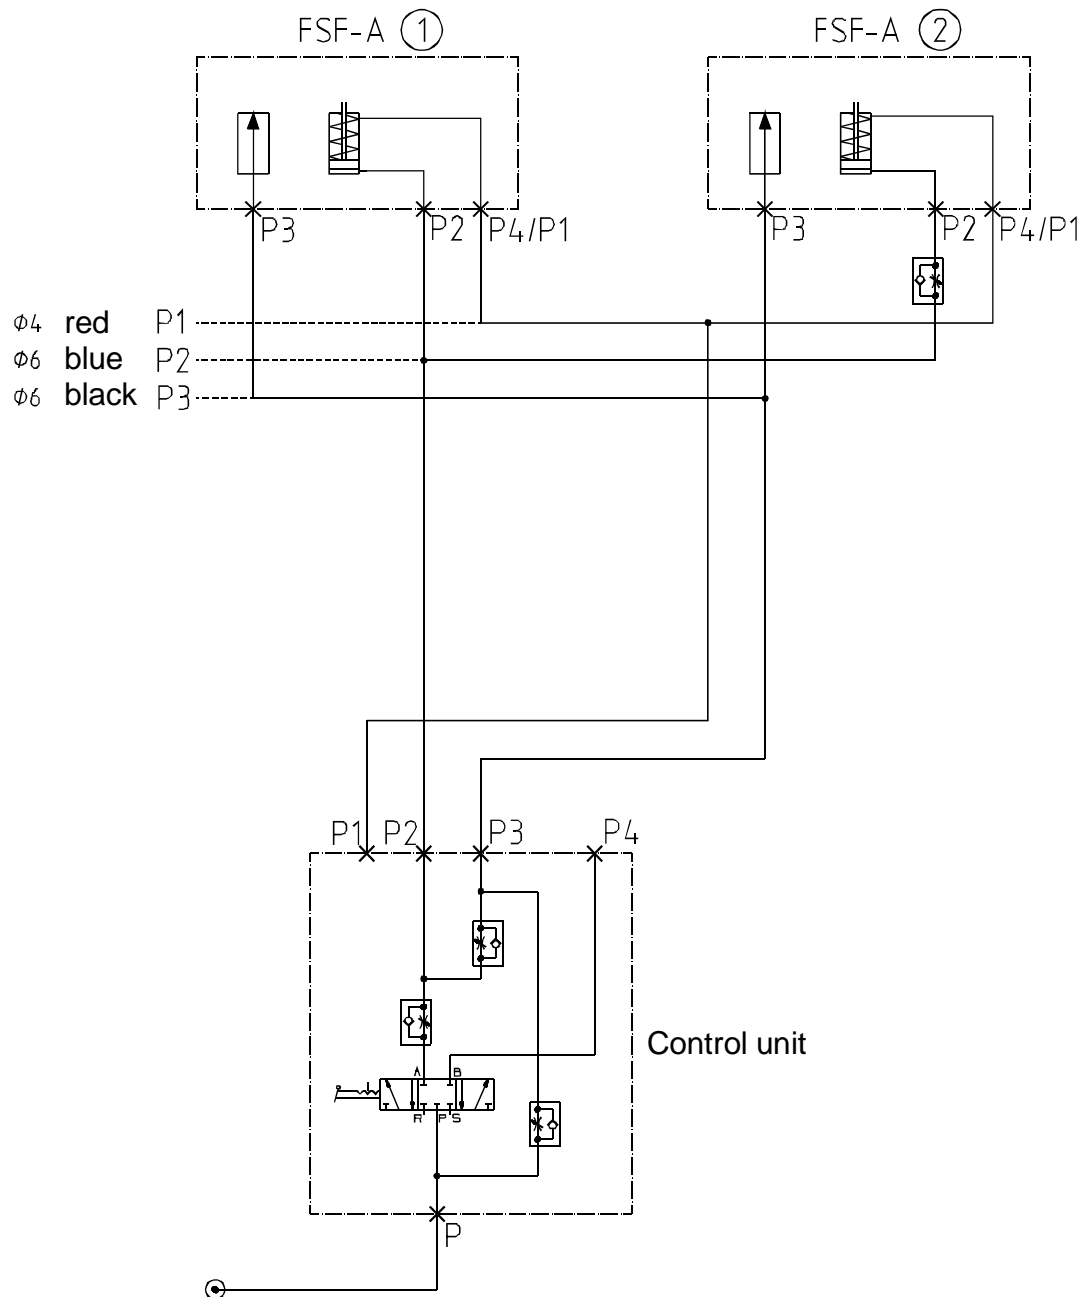 FSF-A 1
FSF-A 2
P3 P2 P4/P1
P3 P2 P4/P1
Φ4 red P1
Φ6 blue P2
Φ6 black P3
P1 P2 P3 P4
Control unit
A B
R P S
P